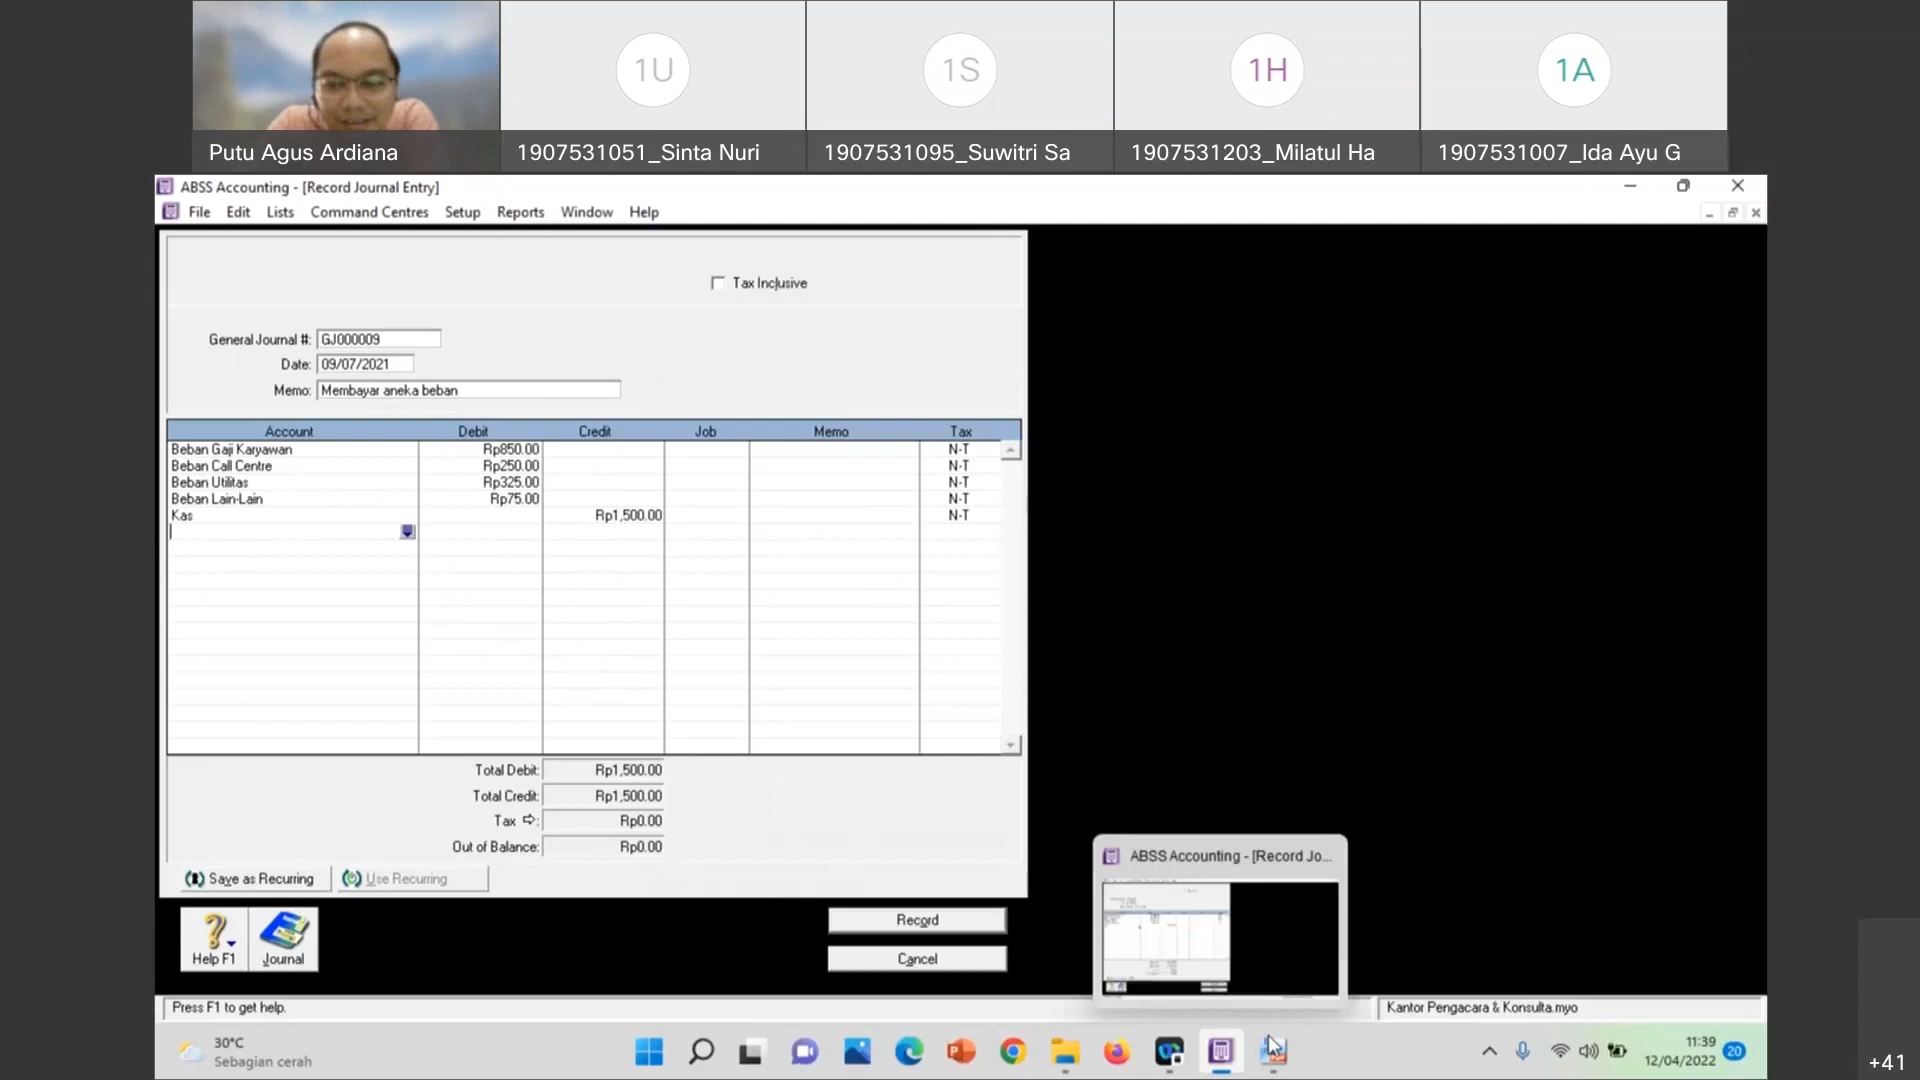 1U
1S
1H
1A
Putu Agus Ardiana
1907531051_Sinta Nuri
1907531095_Suwitri Sa
1907531203_Milatul Ha
1907531007_Ida Ayu G
ABSS Accounting - [Record Journal Entry]
File Edit Lists Command Centres Setup Reports Window Help
Tax Inclusive
General Journal #: GJ000009
Date: 09/07/2021
Memo: Membayar aneka beban
Account Debit Credit Job Memo Tax
Beban Gaji Karyawan Rp850.00 N-T
Beban Call Centre Rp250.00 N-T
Beban Utilitas Rp325.00 N-T
Beban Lain-Lain Rp75.00 N-T
Kas Rp1,500.00 N-T
Total Debit: Rp1,500.00
Total Credit: Rp1,500.00
Tax ⇨: Rp0.00
Out of Balance: Rp0.00
Save as Recurring Use Recurring
Help F1 Journal
Record
Cancel
ABSS Accounting - [Record Jo...
Press F1 to get help.
Kantor Pengacara & Konsulta.myo
30°C
Sebagian cerah
11:39
12/04/2022
20
+41